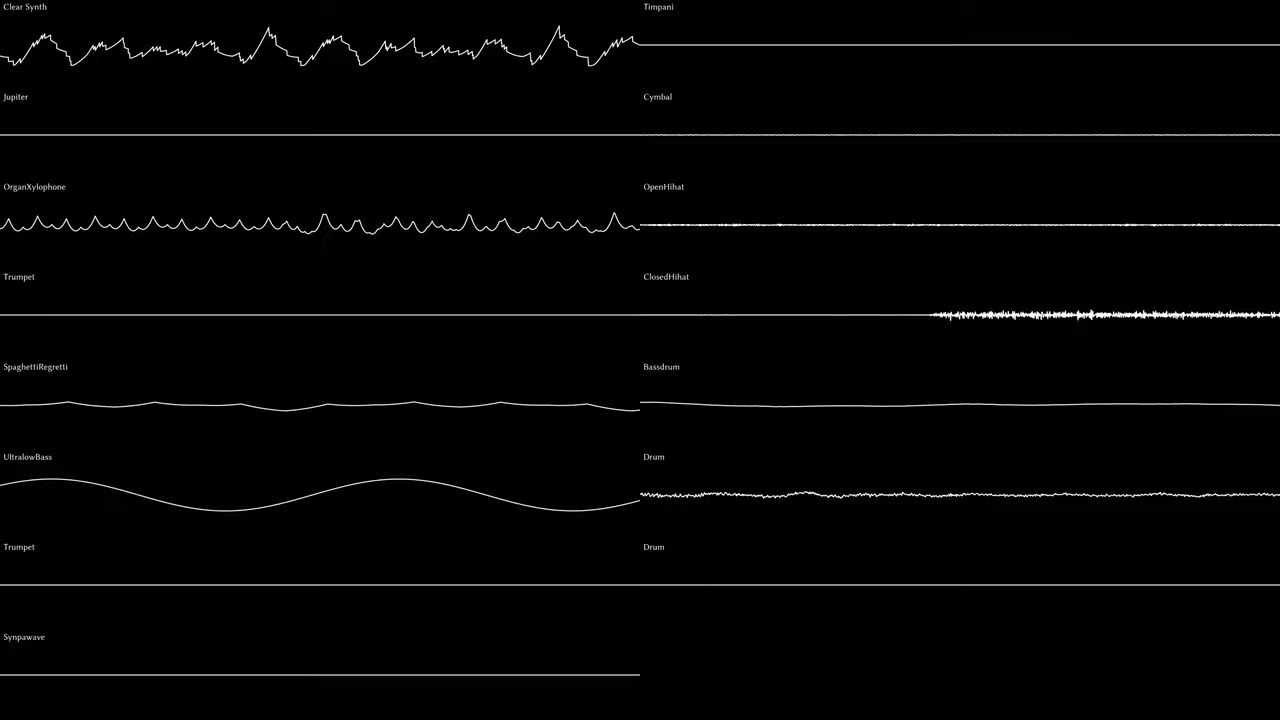 Clear Synth
Timpani
Jupiter
Cymbal
OrganXylophone
OpenHihat
Trumpet
ClosedHihat
SpaghettiRegretti
Bassdrum
UltralowBass
Drum
Trumpet
Drum
Synpawave